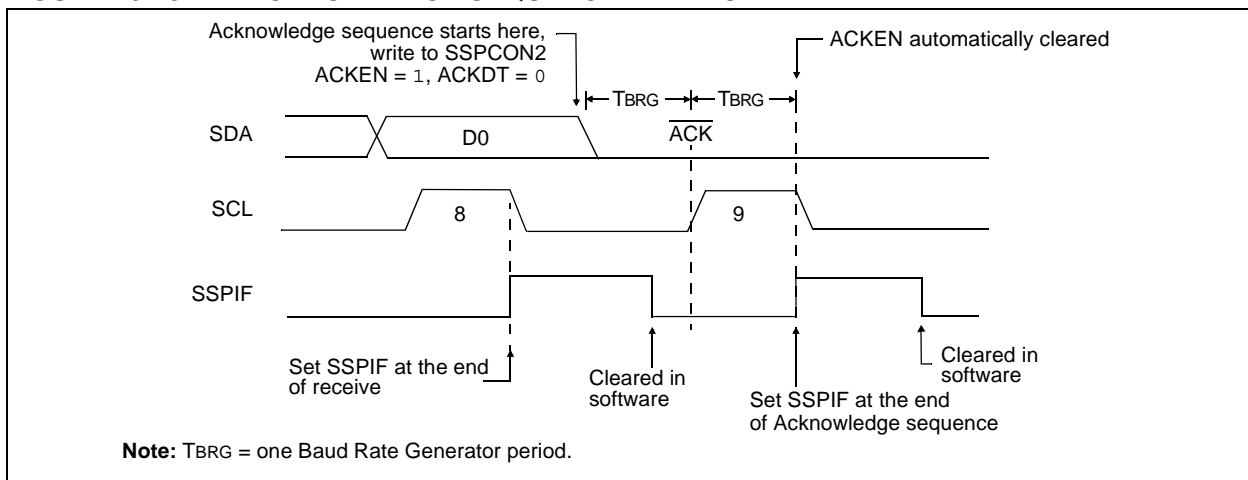 Acknowledge sequence starts here,
write to SSPCON2
ACKEN = 1, ACKDT = 0
ACKEN automatically cleared
TBRG
TBRG
SDA
D0
ACK
SCL
8
9
SSPIF
Set SSPIF at the end
of receive
Cleared in
software
Set SSPIF at the end
of Acknowledge sequence
Cleared in
software
Note: TBRG = one Baud Rate Generator period.